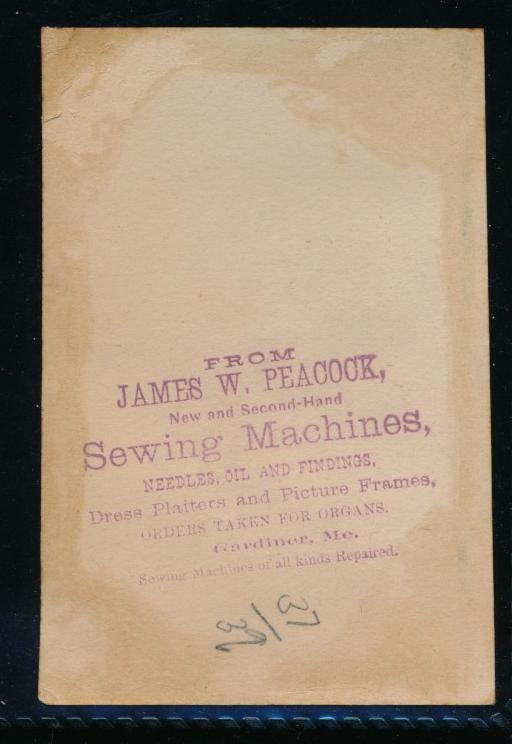 FROM
JAMES W. PEACOCK,
New and Second-Hand
Sewing Machines,
NEEDLES, OIL AND FINDINGS,
Dress Plaiters and Picture Frames,
ORDERS TAKEN FOR ORGANS.
Gardiner, Me.
Sewing Machines of all kinds Repaired.